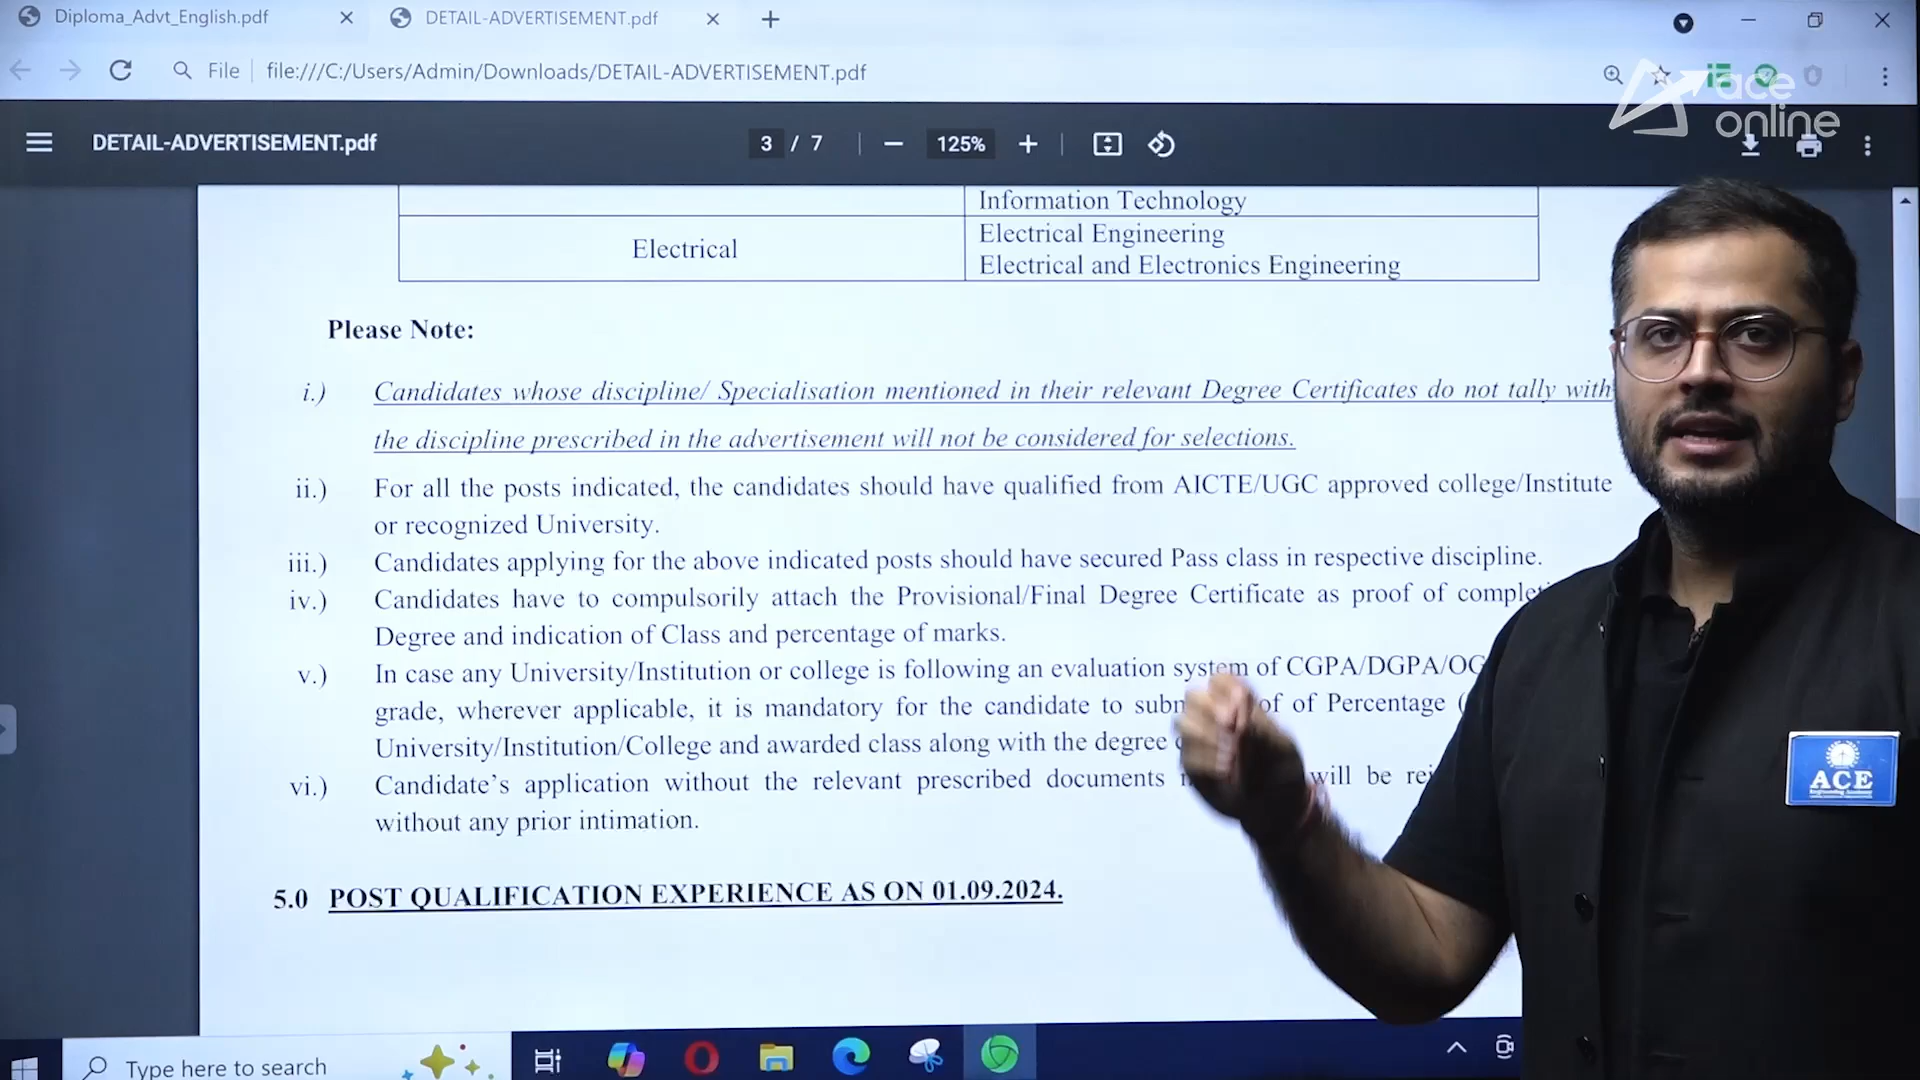 Diploma_Advt_English.pdf
DETAIL-ADVERTISEMENT.pdf
File
file:///C:/Users/Admin/Downloads/DETAIL-ADVERTISEMENT.pdf
ace
online
DETAIL-ADVERTISEMENT.pdf
3 / 7
125%
Information Technology
Electrical
Electrical Engineering
Electrical and Electronics Engineering
Please Note:
i.) Candidates whose discipline/ Specialisation mentioned in their relevant Degree Certificates do not tally with
the discipline prescribed in the advertisement will not be considered for selections.
ii.) For all the posts indicated, the candidates should have qualified from AICTE/UGC approved college/Institute
or recognized University.
iii.) Candidates applying for the above indicated posts should have secured Pass class in respective discipline.
iv.) Candidates have to compulsorily attach the Provisional/Final Degree Certificate as proof of
Degree and indication of Class and percentage of marks.
v.) In case any University/Institution or college is following an evaluation system of CGPA/DGPA/
grade, wherever applicable, it is mandatory for the candidate to of Percentage
University/Institution/College and awarded class along with the degree
vi.) Candidate's application without the relevant prescribed documents will be
without any prior intimation.
5.0 POST QUALIFICATION EXPERIENCE AS ON 01.09.2024.
ACE
Engineering Academy
Type here to search